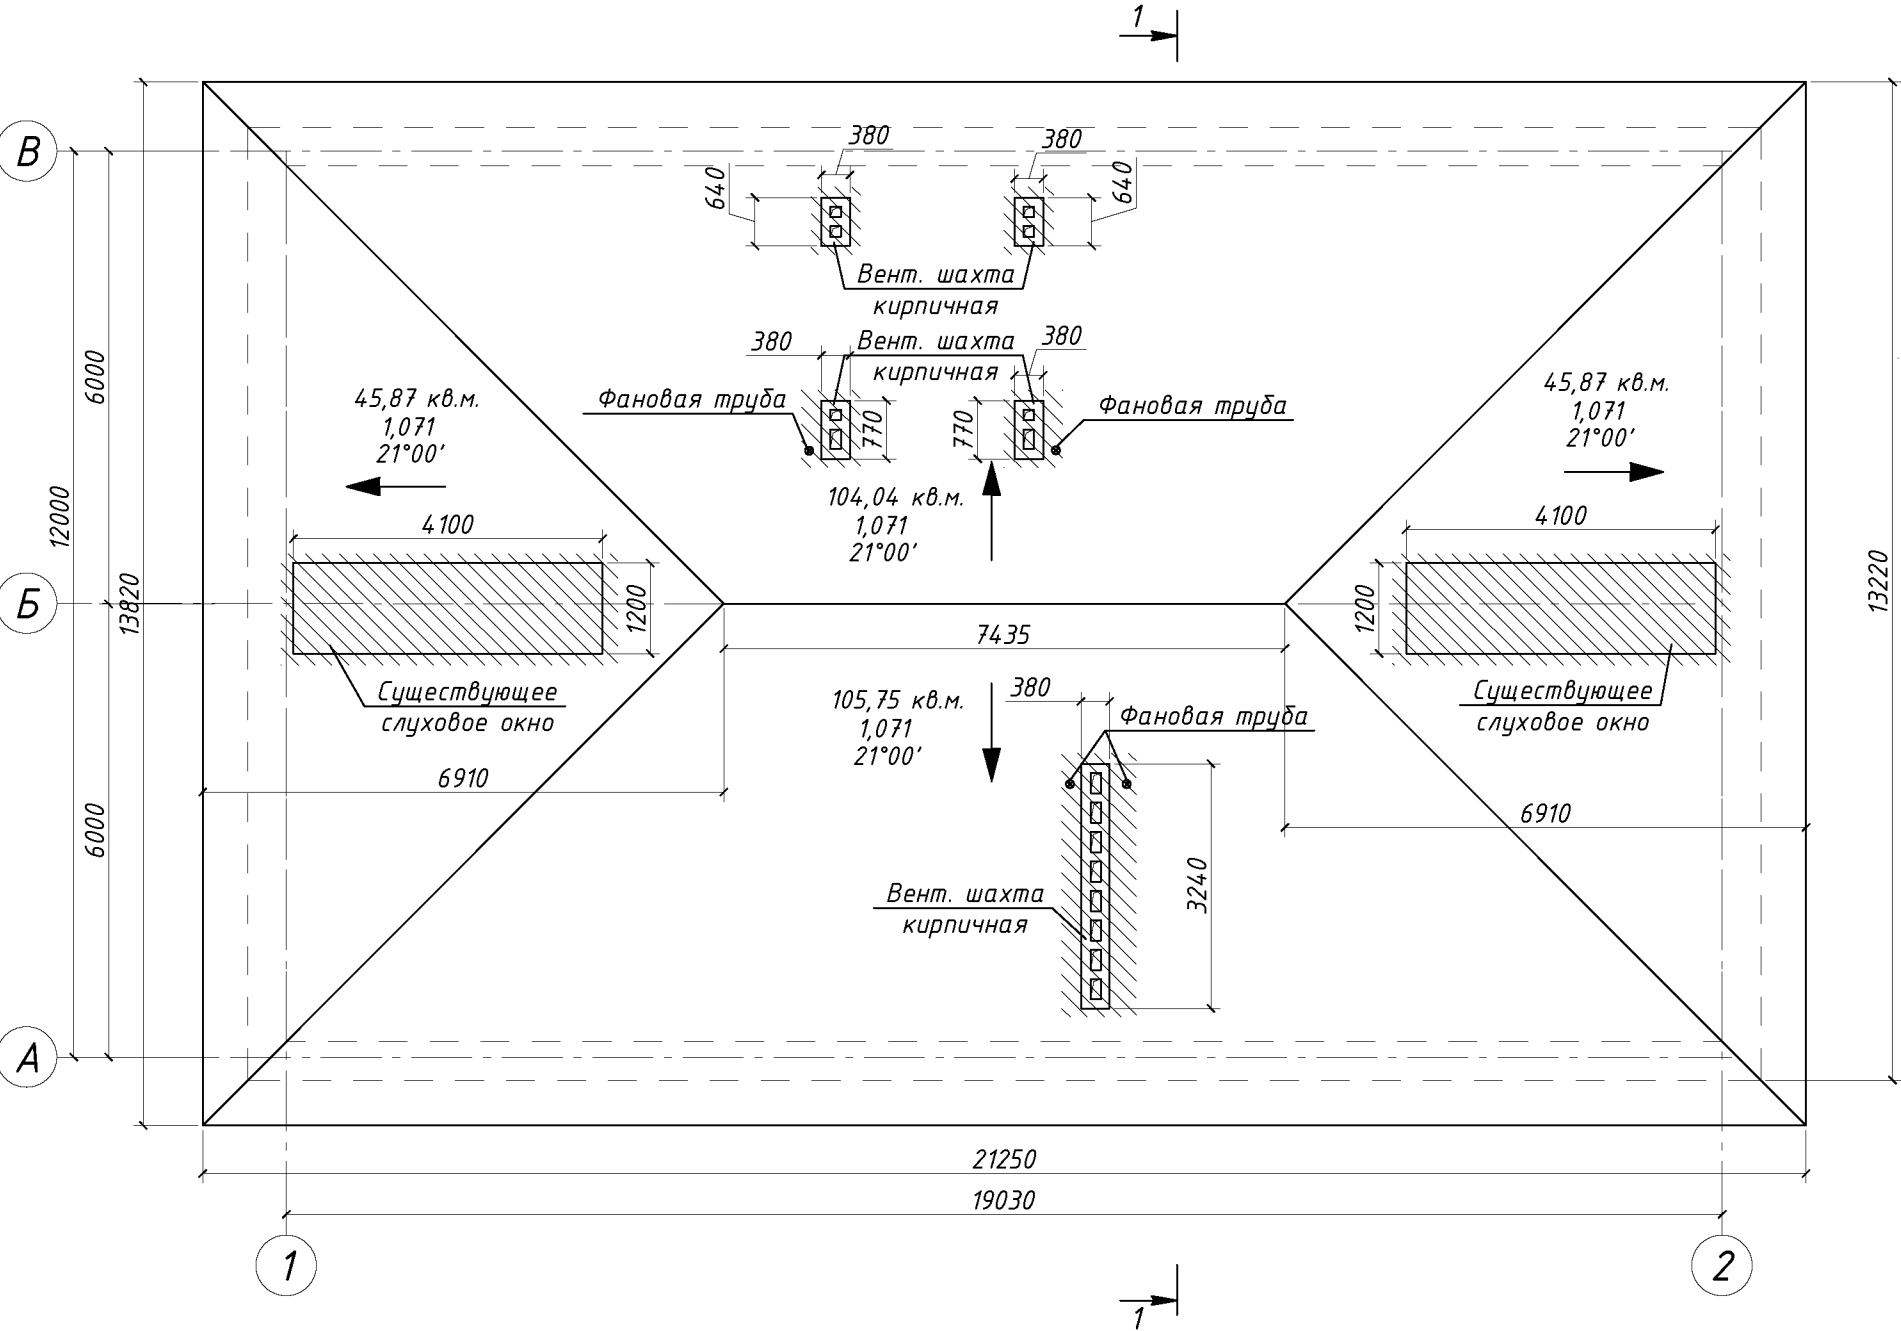 1
380
380
В
640
640
Вент. шахта
кирпичная
380
Вент. шахта
кирпичная
380
6000
45,87 кв.м.
1,071
21°00'
Фановая труба
770
770
Фановая труба
45,87 кв.м.
1,071
21°00'
12000
104,04 кв.м.
1,071
21°00'
4100
4100
Б
13820
1200
1200
13220
7435
Существующее
слуховое окно
105,75 кв.м.
1,071
21°00'
380
Фановая труба
Существующее
слуховое окно
6910
6910
6000
3240
Вент. шахта
кирпичная
А
21250
19030
1
2
1